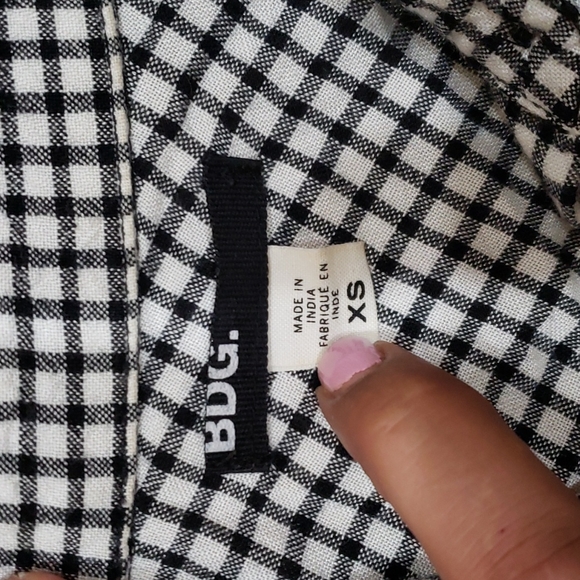 BDG.
MADE IN
INDIA
FABRIQUÉ EN
INDE
XS